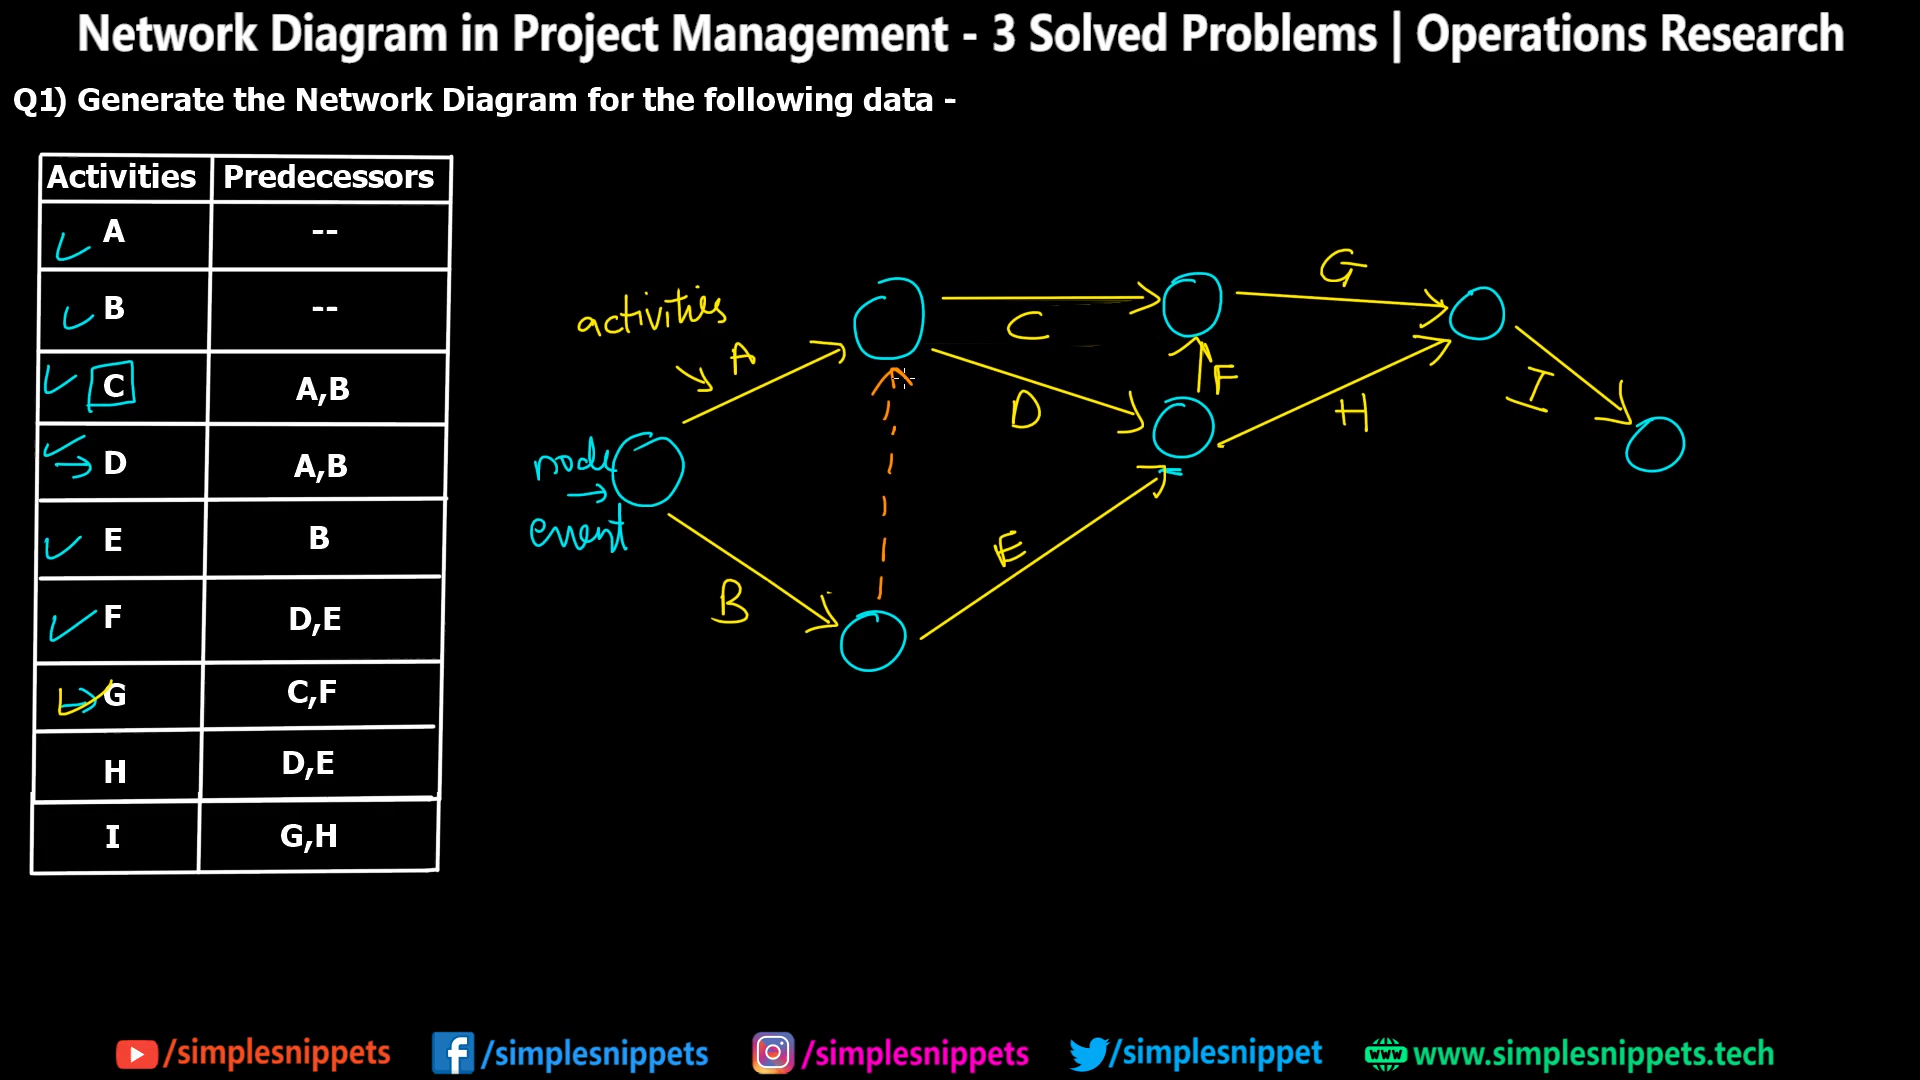 Network Diagram in Project Management - 3 Solved Problems | Operations Research
Q1) Generate the Network Diagram for the following data -
Activities Predecessors
A --
B --
C A,B
D A,B
E B
F D,E
G C,F
H D,E
I G,H
activities
A
node
event
B
C
D
E
F
G
H
I
/simplesnippets /simplesnippets /simplesnippets /simplesnippet www.simplesnippets.tech